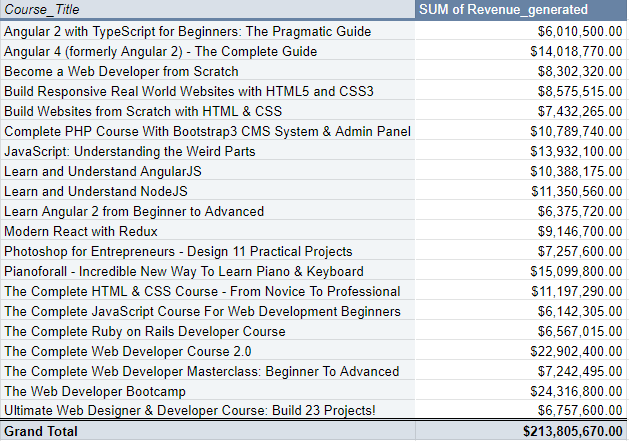 Course_Title SUM of Revenue_generated
Angular 2 with TypeScript for Beginners: The Pragmatic Guide $6,010,500.00
Angular 4 (formerly Angular 2) - The Complete Guide $14,018,770.00
Become a Web Developer from Scratch $8,302,320.00
Build Responsive Real World Websites with HTML5 and CSS3 $8,575,515.00
Build Websites from Scratch with HTML & CSS $7,432,265.00
Complete PHP Course With Bootstrap3 CMS System & Admin Panel $10,789,740.00
JavaScript: Understanding the Weird Parts $13,932,100.00
Learn and Understand AngularJS $10,388,175.00
Learn and Understand NodeJS $11,350,560.00
Learn Angular 2 from Beginner to Advanced $6,375,720.00
Modern React with Redux $9,146,700.00
Photoshop for Entrepreneurs - Design 11 Practical Projects $7,257,600.00
Pianoforall - Incredible New Way To Learn Piano & Keyboard $15,099,800.00
The Complete HTML & CSS Course - From Novice To Professional $11,197,290.00
The Complete JavaScript Course For Web Development Beginners $6,142,305.00
The Complete Ruby on Rails Developer Course $6,567,015.00
The Complete Web Developer Course 2.0 $22,902,400.00
The Complete Web Developer Masterclass: Beginner To Advanced $7,242,495.00
The Web Developer Bootcamp $24,316,800.00
Ultimate Web Designer & Developer Course: Build 23 Projects! $6,757,600.00
Grand Total $213,805,670.00